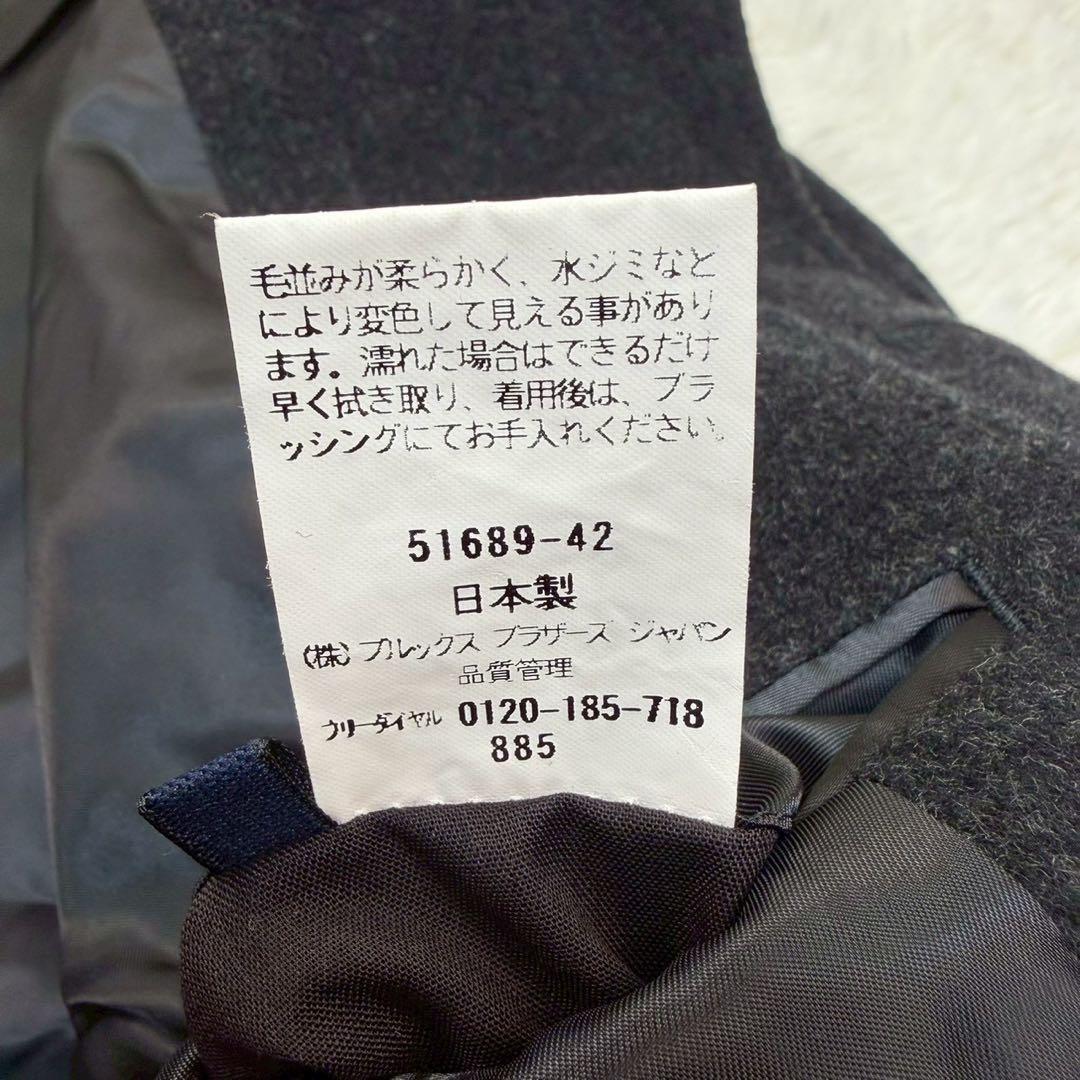 毛並みが柔らかく、水ジミなど
により変色して見える事があり
ます。濡れた場合はできるだけ
早く拭き取り、着用後は、ブラ
ッシングにてお手入れください。
51689-42
日本製
(株)ブルックス ブラザーズ ジャパン
品質管理
フリーダイヤル 0120-185-718
885